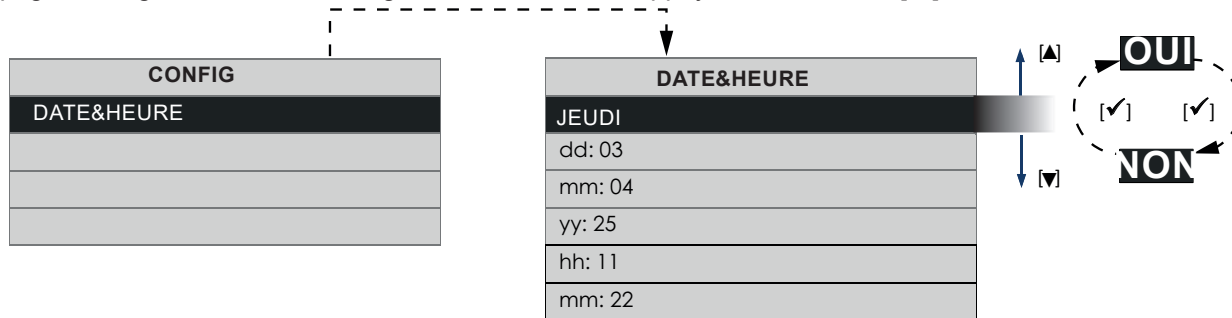 CONFIG
DATE&HEURE
DATE&HEURE
JEUDI
dd: 03
mm: 04
yy: 25
hh: 11
mm: 22
[▲]
[▼]
OUI
[✔] [✔]
NON